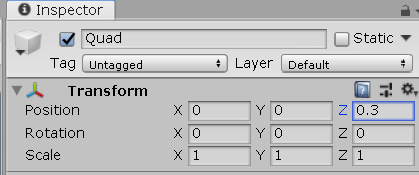 Inspector
Quad Static
Tag Untagged Layer Default
Transform
Position X 0 Y 0 Z 0.3
Rotation X 0 Y 0 Z 0
Scale X 1 Y 1 Z 1